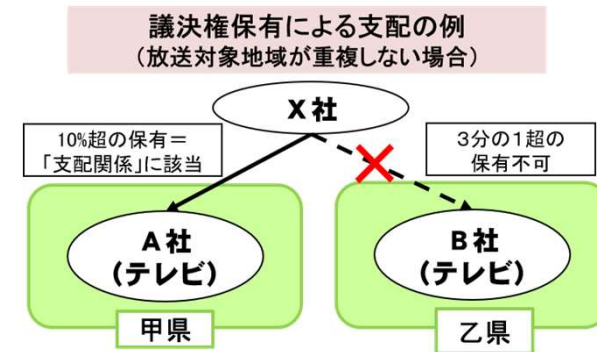 議決権保有による支配の例
(放送対象地域が重複しない場合)
X社
10%超の保有=
「支配関係」に該当
3分の1超の
保有不可
A社
(テレビ)
B社
(テレビ)
甲県
乙県